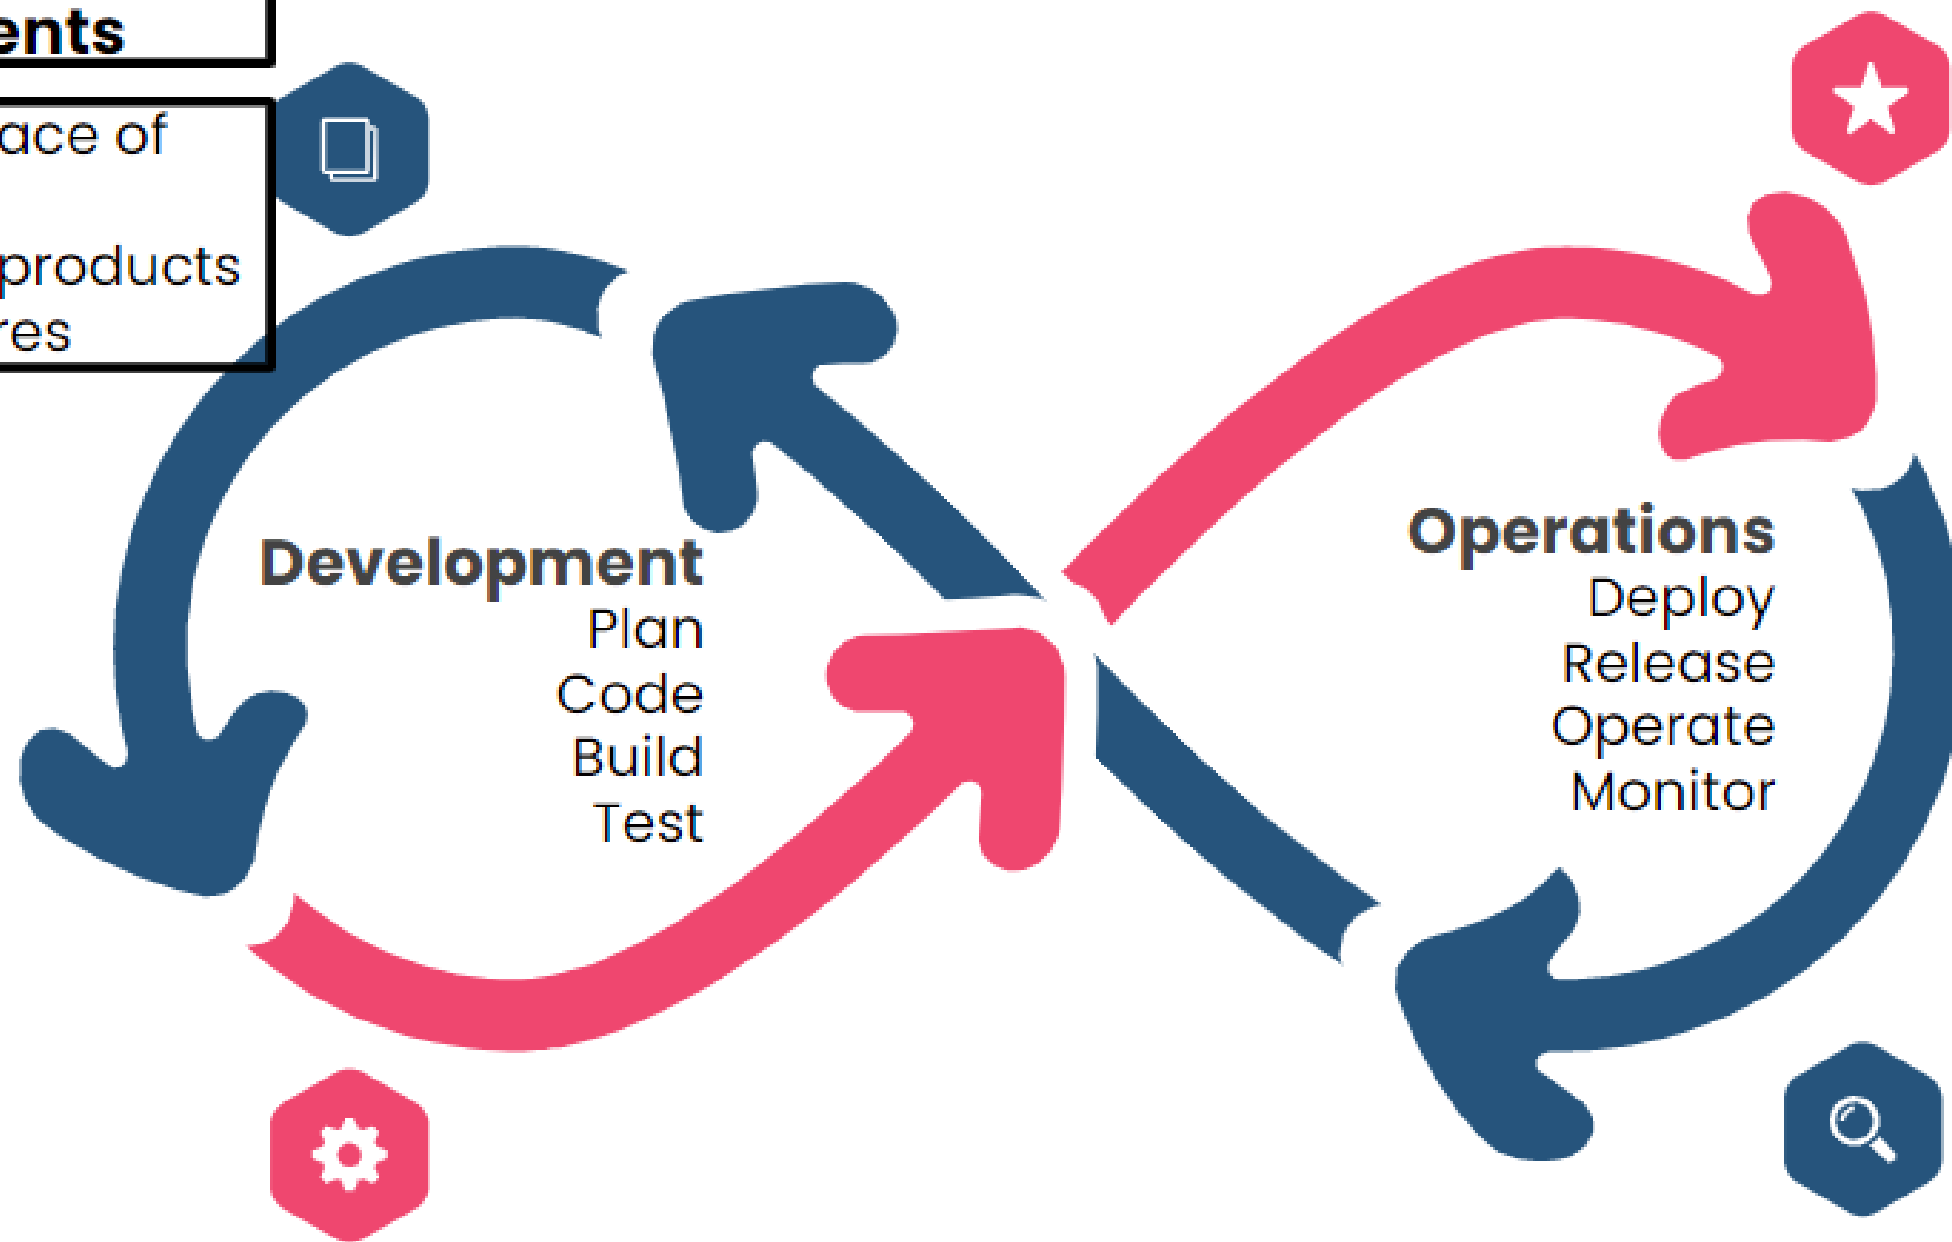 ents
ace of
products
res
Development
Plan
Code
Build
Test
Operations
Deploy
Release
Operate
Monitor